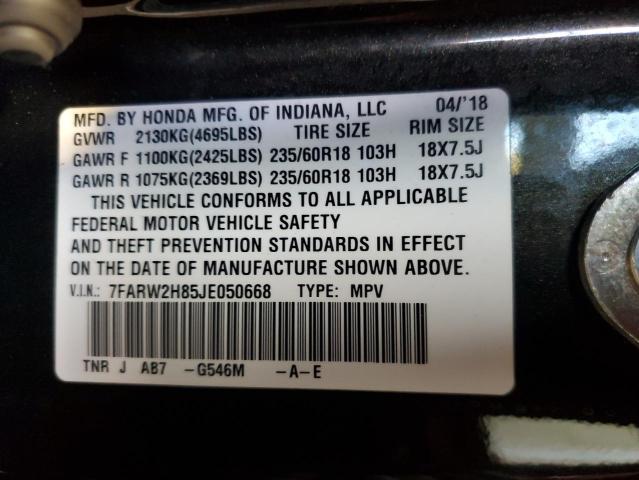 MFD. BY HONDA MFG. OF INDIANA, LLC 04/'18
GVWR 2130KG(4695LBS) TIRE SIZE RIM SIZE
GAWR F 1100KG(2425LBS) 235/60R18 103H 18X7.5J
GAWR R 1075KG(2369LBS) 235/60R18 103H 18X7.5J
THIS VEHICLE CONFORMS TO ALL APPLICABLE
FEDERAL MOTOR VEHICLE SAFETY
AND THEFT PREVENTION STANDARDS IN EFFECT
ON THE DATE OF MANUFACTURE SHOWN ABOVE.
V.I.N.: 7FARW2H85JE050668 TYPE: MPV
TNR J AB7 -G546M -A-E